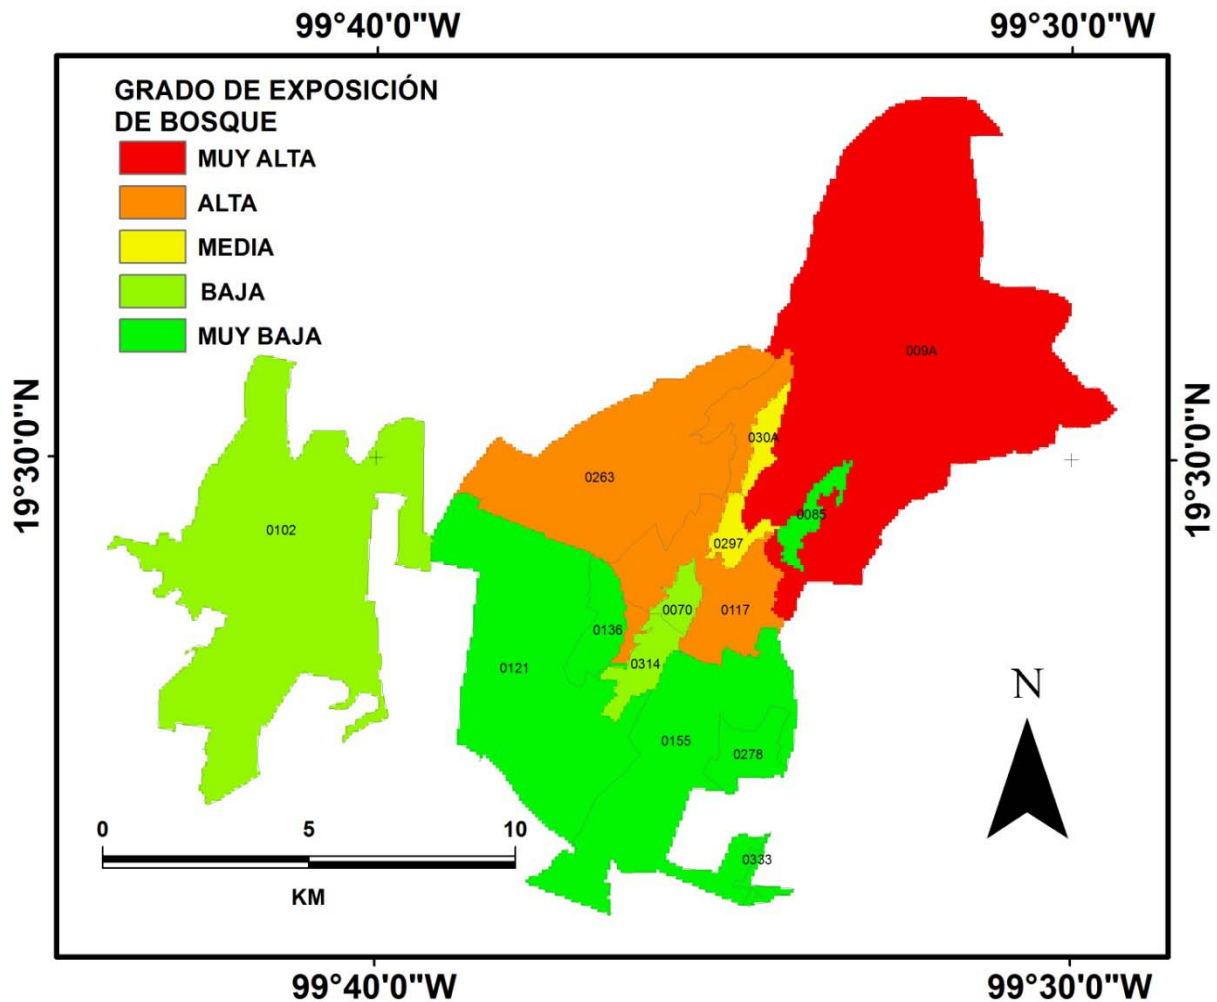 99°40'0"W
99°30'0"W
GRADO DE EXPOSICIÓN
DE BOSQUE
MUY ALTA
ALTA
MEDIA
BAJA
MUY BAJA
009A
030A
19°30'0"N
19°30'0"N
0263
0085
0102
0297
0070
0117
0136
0314
0121
N
0155
0278
0
5
10
0333
KM
99°40'0"W
99°30'0"W